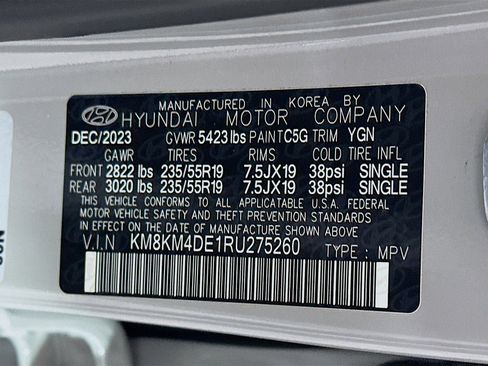 MANUFACTURED IN KOREA BY
HYUNDAI MOTOR COMPANY
DEC/2023 GVWR 5423 lbs PAINT C5G TRIM YGN
GAWR TIRES RIMS COLD TIRE INFL
FRONT 2822 lbs 235/55R19 7.5JX19 38psi SINGLE
REAR 3020 lbs 235/55R19 7.5JX19 38psi SINGLE
THIS VEHICLE CONFORMS TO ALL APPLICABLE U.S.A. FEDERAL
MOTOR VEHICLE SAFETY AND THEFT PREVENTION STANDARDS
IN EFFECT ON THE DATE OF MANUFACTURE SHOWN ABOVE.
V.I.N KM8KM4DE1RU275260 TYPE : MPV